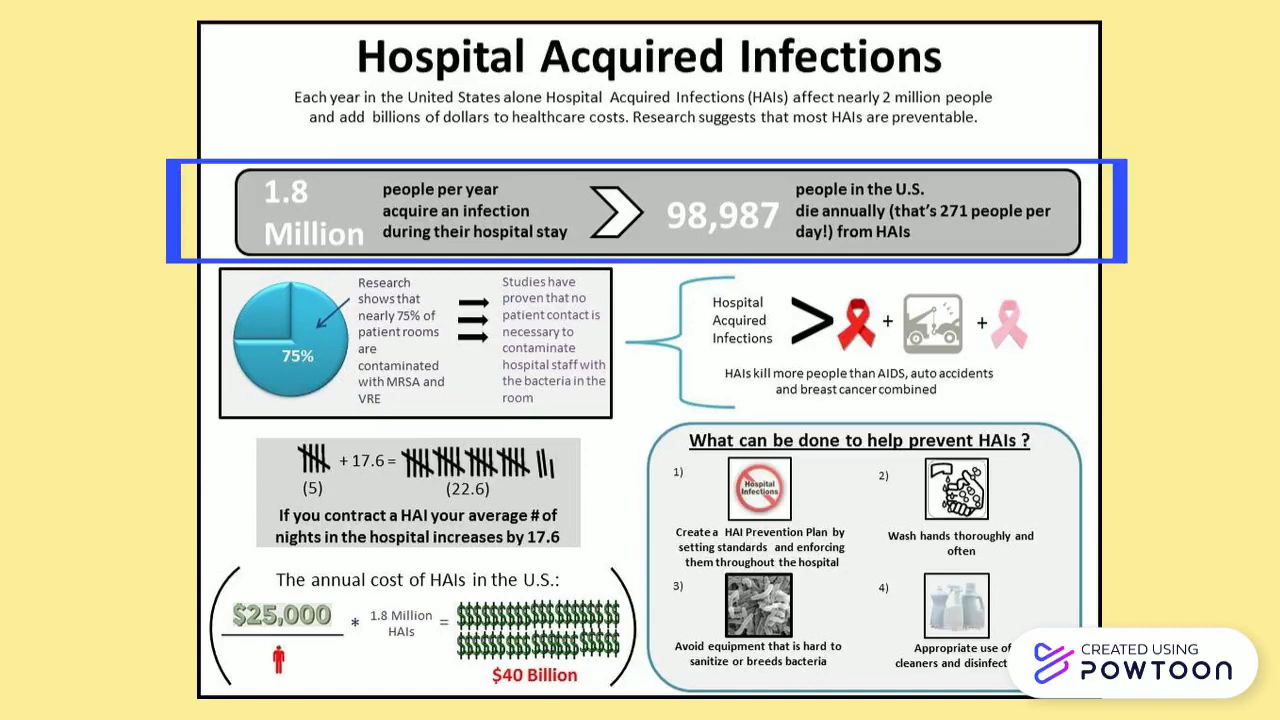 Hospital Acquired Infections
Each year in the United States alone Hospital Acquired Infections (HAIs) affect nearly 2 million people
and add billions of dollars to healthcare costs. Research suggests that most HAIs are preventable.
1.8
Million
people per year
acquire an infection
during their hospital stay
98,987
people in the U.S.
die annually (that's 271 people per
day!) from HAIs
75%
Research
shows that
nearly 75% of
patient rooms
are
contaminated
with MRSA and
VRE
Studies have
proven that no
patient contact is
necessary to
contaminate
hospital staff with
the bacteria in the
room
Hospital
Acquired
Infections
>
+
+
HAIs kill more people than AIDS, auto accidents
and breast cancer combined
+ 17.6 =
(5)
(22.6)
If you contract a HAI your average # of
nights in the hospital increases by 17.6
The annual cost of HAIs in the U.S.:
$25,000
*
1.8 Million
HAIs
=
$$$$$$$$$$$$$$$$$$
$$$$$$$$$$$$$$$$$$
$40 Billion
What can be done to help prevent HAIs ?
1)
Hospital
Infections
Create a HAI Prevention Plan by
setting standards and enforcing
them throughout the hospital
2)
Wash hands thoroughly and
often
3)
Avoid equipment that is hard to
sanitize or breeds bacteria
4)
Appropriate use of
cleaners and disinfect
CREATED USING
POWTOON